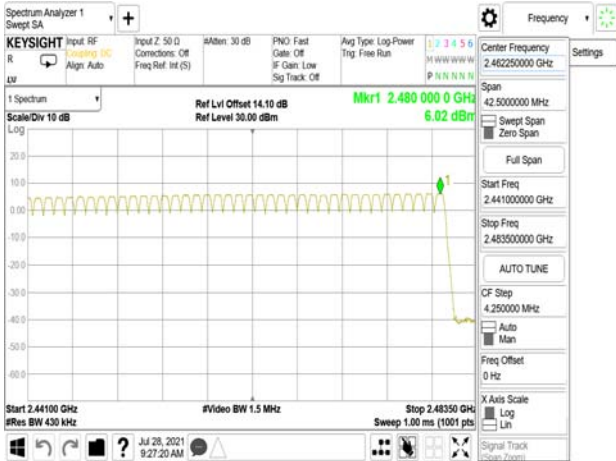 Spectrum Analyzer 1
Swept SA
Frequency
KEYSIGHT
R
Input: RF
Coupling: DC
Align: Auto
Input Z: 50 Ω
Corrections: Off
Freq Ref: Int (S)
#Atten: 30 dB
PNO: Fast
Gate: Off
IF Gain: Low
Sig Track: Off
Avg Type: Log-Power
Trig: Free Run
1 2 3 4 5 6
M W W W W W
P N N N N N
1 Spectrum
Scale/Div 10 dB
Log
Ref Lvl Offset 14.10 dB
Ref Level 30.00 dBm
Mkr1 2.480 000 0 GHz
6.02 dBm
1
20.0
10.0
0.00
-10.0
-20.0
-30.0
-40.0
-50.0
-60.0
Start 2.44100 GHz
#Res BW 430 kHz
#Video BW 1.5 MHz
Stop 2.48350 GHz
Sweep 1.00 ms (1001 pts)
Jul 28, 2021
9:27:20 AM
Center Frequency
2.462250000 GHz
Span
42.5000000 MHz
Swept Span
Zero Span
Full Span
Start Freq
2.441000000 GHz
Stop Freq
2.483500000 GHz
AUTO TUNE
CF Step
4.250000 MHz
Auto
Man
Freq Offset
0 Hz
X Axis Scale
Log
Lin
Signal Track
(Span Zoom)
Settings